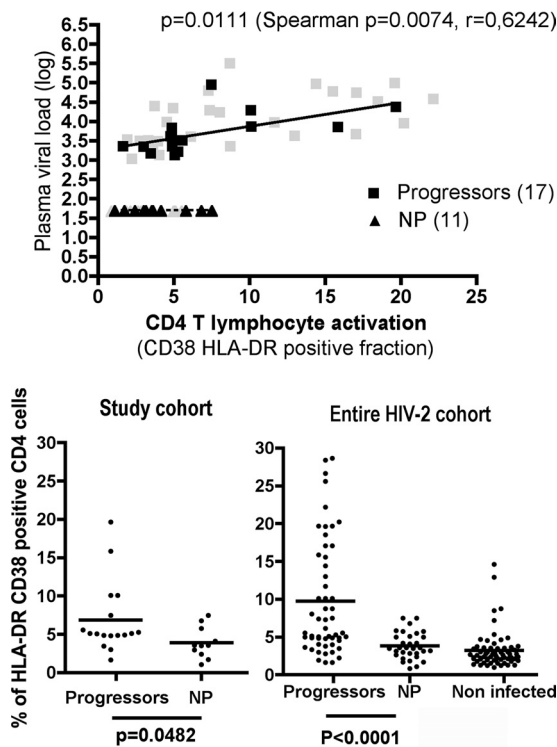 p=0.0111 (Spearman p=0.0074, r=0,6242)
Plasma viral load (log)
6.5
6.0
5.5
5.0
4.5
4.0
3.5
3.0
2.5
2.0
1.5
1.0
0.5
0.0
Progressors (17)
NP (11)
0 5 10 15 20 25
CD4 T lymphocyte activation
(CD38 HLA-DR positive fraction)
% of HLA-DR CD38 positive CD4 cells
Study cohort
30
20
10
5
0
Progressors NP
p=0.0482
Entire HIV-2 cohort
30
25
20
15
10
5
0
Progressors NP Non infected
P<0.0001